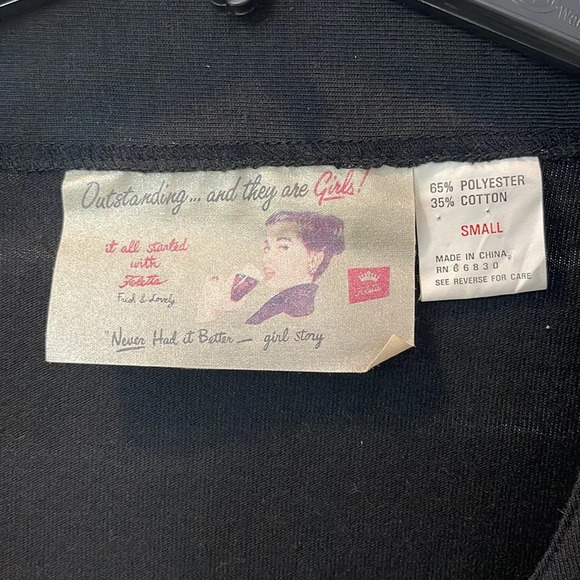 Outstanding... and they are Girls!
it all started
with
Foletta
Fresh & Lovely
"Never Had it Better — girl story
65% POLYESTER
35% COTTON
SMALL
MADE IN CHINA
RN 66830
SEE REVERSE FOR CARE